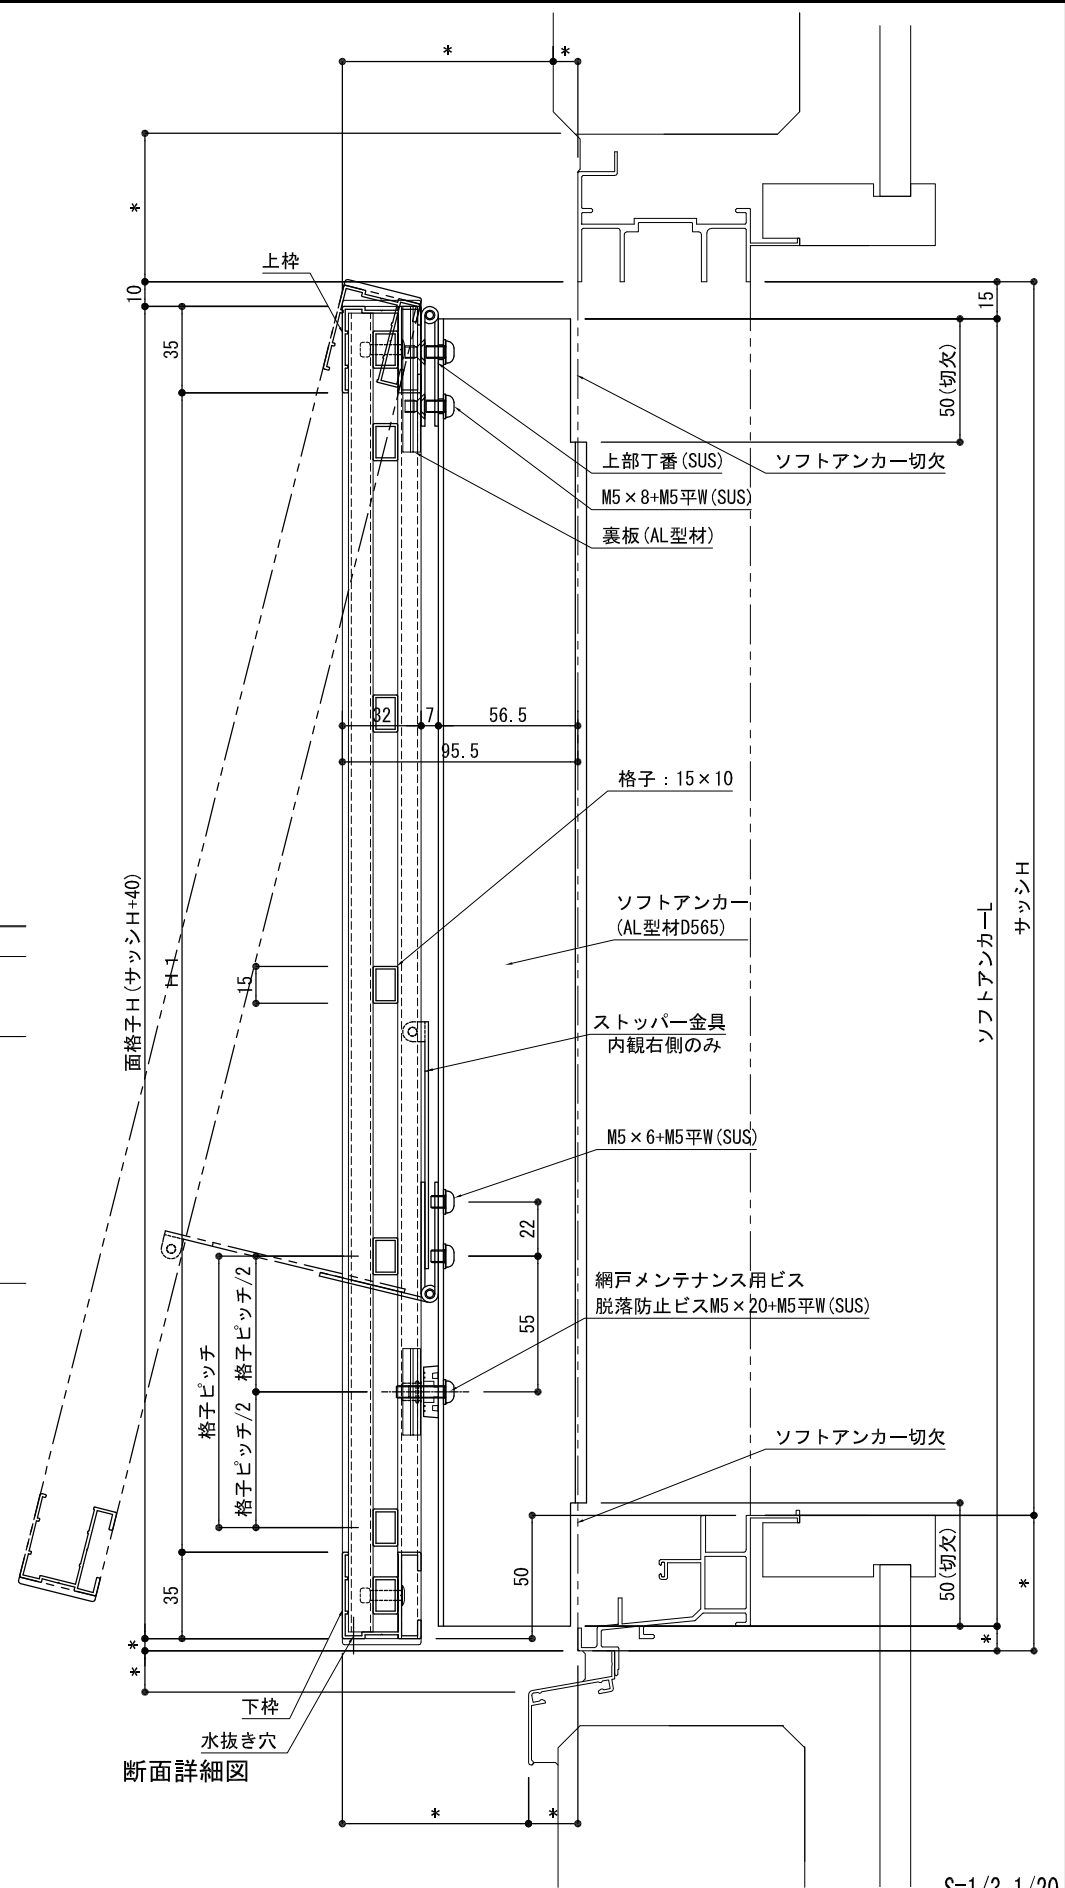 *
*
*
10
上枠
15
35
50(切欠)
上部丁番(SUS)
ソフトアンカー切欠
M5×8+M5平W(SUS)
裏板(AL型材)
32
7
56.5
95.5
格子：15×10
面格子H(サッシH+40)
H1
15
ソフトアンカー
(AL型材D565)
サッシH
ソフトアンカーL
ストッパー金具
内観右側のみ
M5×6+M5平W(SUS)
22
網戸メンテナンス用ビス
脱落防止ビスM5×20+M5平W(SUS)
55
格子ピッチ
格子ピッチ/2
格子ピッチ/2
ソフトアンカー切欠
35
50
50(切欠)
*
*
*
*
下枠
水抜き穴
断面詳細図
*
*
S=1/2,1/20